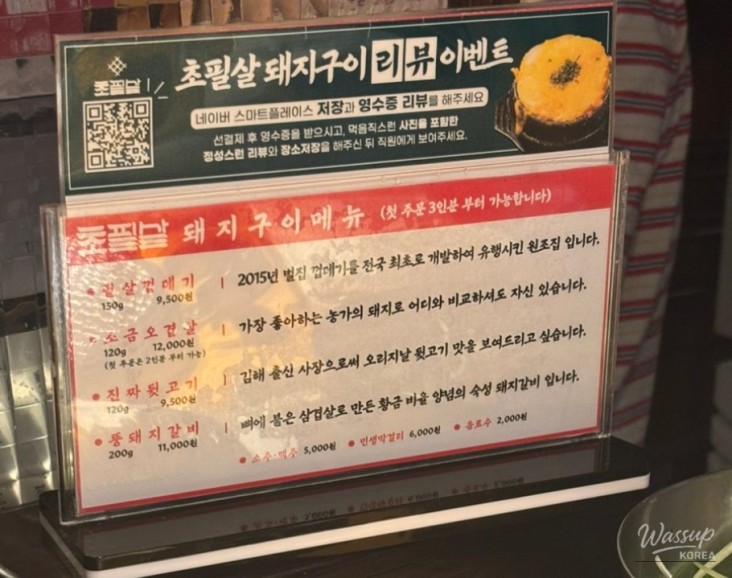 초필살
초필살 돼지구이 리뷰 이벤트
네이버 스마트플레이스 저장과 영수증 리뷰를 해주세요
선결제 후 영수증을 받으시고, 먹음직스런 사진을 포함한
정성스런 리뷰와 장소저장을 해주신 뒤 직원에게 보여주세요.
초필살 돼지구이메뉴 (첫 주문 3인분 부터 가능합니다)
껍데기 | 2015년 벌집 껍데기를 전국 최초로 개발하여 유행시킨 원조집 입니다.
150g 9,500원
소금오겹살 | 가장 좋아하는 농가의 돼지로 어디와 비교하셔도 자신 있습니다.
120g 12,000원
(첫 주문은 2인분 부터 가능)
진짜뒷고기 | 김해 출신 사장으로써 오리지날 뒷고기 맛을 보여드리고 싶습니다.
120g 9,500원
뚱돼지갈비 | 뼈에 붙은 삼겹살로 만든 황금 비율 양념의 숙성 돼지갈비 입니다.
200g 11,000원
소주·맥주 5,000원 • 인생막걸리 6,000원 • 음료수 2,000원
Wassup
KOREA